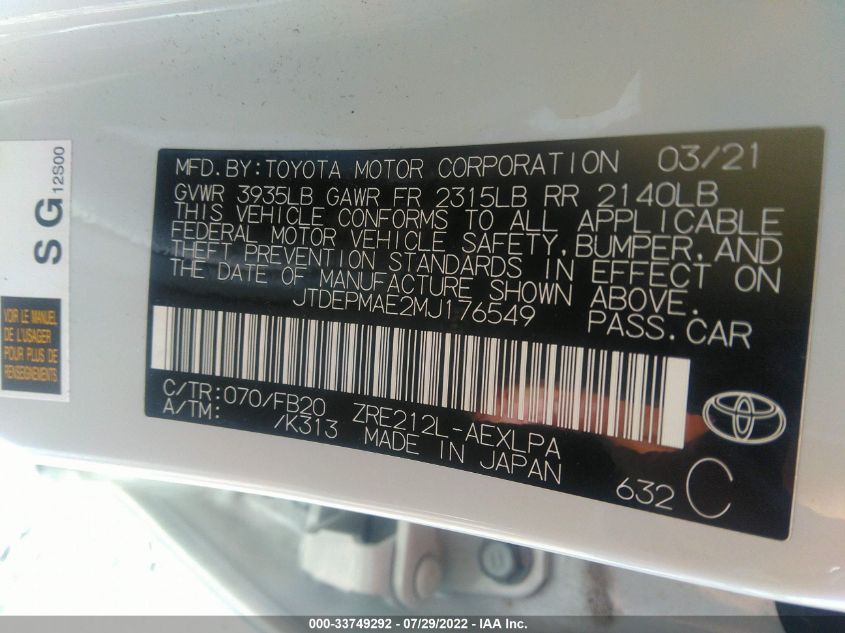 MFD.BY:TOYOTA MOTOR CORPORATION 03/21
GVWR 3935LB GAWR FR 2315LB RR 2140LB
THIS VEHICLE CONFORMS TO ALL APPLICABLE
FEDERAL MOTOR VEHICLE SAFETY, BUMPER, AND
THEFT PREVENTION STANDARDS IN EFFECT ON
THE DATE OF MANUFACTURE SHOWN ABOVE.
JTDEPMAE2MJ176549 PASS.CAR
C/TR:070/FB20 ZRE212L-AEXLPA
A/TM: /K313 MADE IN JAPAN
632 C
SG 12S00
VOIR LE MANUEL
DE L'USAGER
POUR PLUS DE
RENSEIGNEMENTS
000-33749292 - 07/29/2022 - IAA Inc.